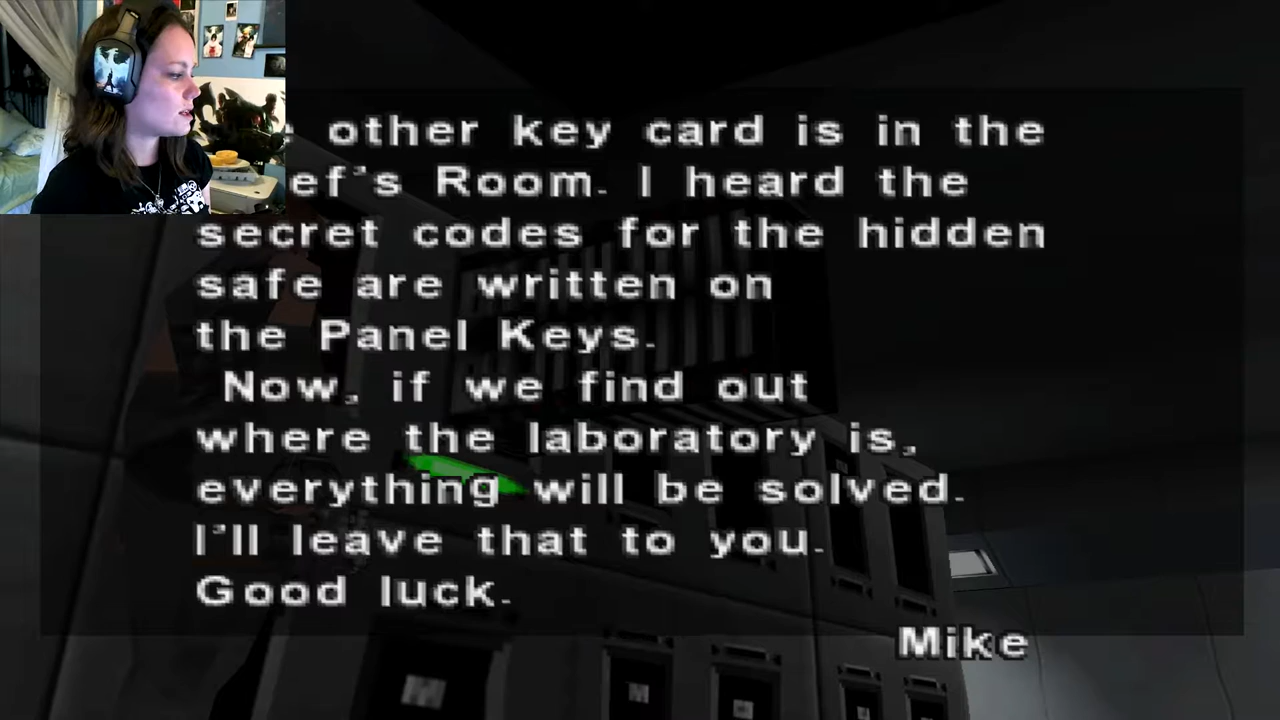 other key card is in the
ef's Room. I heard the
secret codes for the hidden
safe are written on
the Panel Keys.
Now, if we find out
where the laboratory is,
everything will be solved.
I'll leave that to you.
Good luck.
Mike